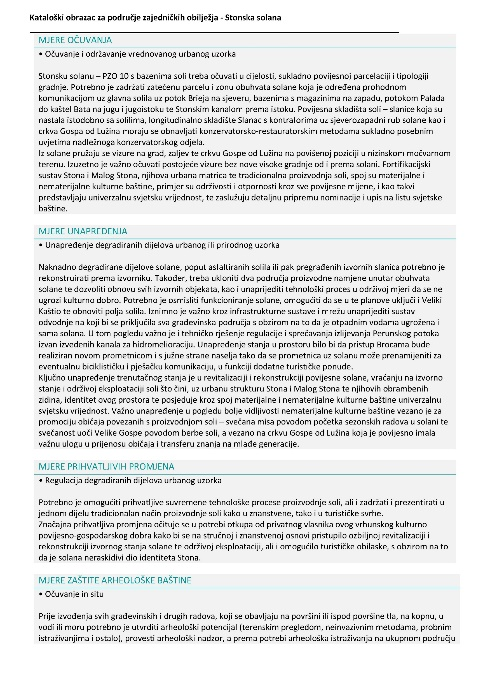 Kataloški obrazac za područje zajedničkih obilježja - Stonska solana
MJERE OČUVANJA
• Očuvanje i održavanje vrednovanog urbanog uzorka
Stonsku solanu – PZO 10 s bazenima soli treba očuvati u cijelosti, sukladno povijesnoj parcelaciji i tipologiji
gradnje. Potrebno je zadržati zatečenu parcelu i zonu obuhvata solane koja je određena prohodnom
komunikacijom uz glavna solila uz potok Brieja na sjeveru, bazenima s magazinima na zapadu, potokom Palada
do kaštel Bata na jugu i jugoistoku te Stonskim kanalom prema istoku. Povijesna skladišta soli – slanice koja su
nastala istodobno sa solilima, longitudinalno skladište Slanac s kontralorima uz sjeverozapadni rub solane kao i
crkva Gospe od Lužina moraju se obnavljati konzervatorsko-restauratorskim metodama sukladno posebnim
uvjetima nadležnoga konzervatorskog odjela.
Iz solane pružaju se vizure na grad, zaljev te crkvu Gospe od Lužina na povišenoj poziciji u nizinskom močvarnom
terenu. Izuzetno je važno očuvati postojeće vizure bez nove visoke gradnje od i prema solani. Fortifikacijski
sustav Stona i Malog Stona, njihova urbana matrica te tradicionalna proizvodnja soli, spoj su materijalne i
nematerijalne kulturne baštine, primjer su održivosti i otpornosti kroz sve povijesne mijene, i kao takvi
predstavljaju univerzalnu svjetsku vrijednost, te zaslužuju detaljnu pripremu nominacije i upis na listu svjetske
baštine.
MJERE UNAPREĐENJA
• Unapređenje degradiranih dijelova urbanog ili prirodnog uzorka
Naknadno degradirane dijelove solane, poput asfaltiranih solila ili pak pregrađenih izvornih slanica potrebno je
rekonstruirati prema izvorniku. Također, treba ukloniti dva područja proizvodne namjene unutar obuhvata
solane te dozvoliti obnovu svih izvornih objekata, kao i unaprijediti tehnološki proces u održivoj mjeri da se ne
ugrozi kulturno dobro. Potrebno je osmisliti funkcioniranje solane, omogućiti da se u te planove uključi i Veliki
Kaštio te obnoviti polja solila. Iznimno je važno kroz infrastrukturne sustave i mrežu unaprijediti sustav
odvodnje na koji bi se priključila sva građevinska područja s obzirom na to da je otpadnim vodama ugrožena i
sama solana. U tom pogledu važno je i tehničko rješenje regulacije i sprečavanja izlijevanja Perunskog potoka
izvan izvedenih kanala za hidromelioraciju. Unapređenje stanja u prostoru bilo bi da pristup Brocama bude
realiziran novom prometnicom i s južne strane naselja tako da se prometnica uz solanu može prenamijeniti za
eventualnu biciklističku i pješačku komunikaciju, u funkciji dodatne turističke ponude.
Ključno unapređenje trenutačnog stanja je u revitalizaciji i rekonstrukciji povijesne solane, vraćanju na izvorno
stanje i održivoj eksploataciji soli što čini, uz urbanu strukturu Stona i Malog Stona te njihovih obrambenih
zidina, identitet ovog prostora te posjeduje kroz spoj materijalne i nematerijalne kulturne baštine univerzalnu
svjetsku vrijednost. Važno unapređenje u pogledu bolje vidljivosti nematerijalne kulturne baštine vezano je za
promociju običaja povezanih s proizvodnjom soli – svečana misa povodom početka sezonskih radova u solani te
svečanost uoči Velike Gospe povodom berbe soli, a vezano na crkvu Gospe od Lužina koja je povijesno imala
važnu ulogu u prijenosu običaja i transferu znanja na mlađe generacije.
MJERE PRIHVATLJIVIH PROMJENA
• Regulacija degradiranih dijelova urbanog uzorka
Potrebno je omogućiti prihvatljive suvremene tehnološke procese proizvodnje soli, ali i zadržati i prezentirati u
jednom dijelu tradicionalan način proizvodnje soli kako u znanstvene, tako i u turističke svrhe.
Značajna prihvatljiva promjena očituje se u potrebi otkupa od privatnog vlasnika ovog vrhunskog kulturno
povijesno-gospodarskog dobra kako bi se na stručnoj i znanstvenoj osnovi pristupilo ozbiljnoj revitalizaciji i
rekonstrukciji izvornog stanja solane te održivoj eksploataciji, ali i omogućilo turističke obilaske, s obzirom na to
da je solana neraskidivi dio identiteta Stona.
MJERE ZAŠTITE ARHEOLOŠKE BAŠTINE
• Očuvanje in situ
Prije izvođenja svih građevinskih i drugih radova, koji se obavljaju na površini ili ispod površine tla, na kopnu, u
vodi ili moru potrebno je utvrditi arheološki potencijal (terenskim pregledom, neinvazivnim metodama, probnim
istraživanjima i ostalo), provesti arheološki nadzor, a prema potrebi arheološka istraživanja na ukupnom području